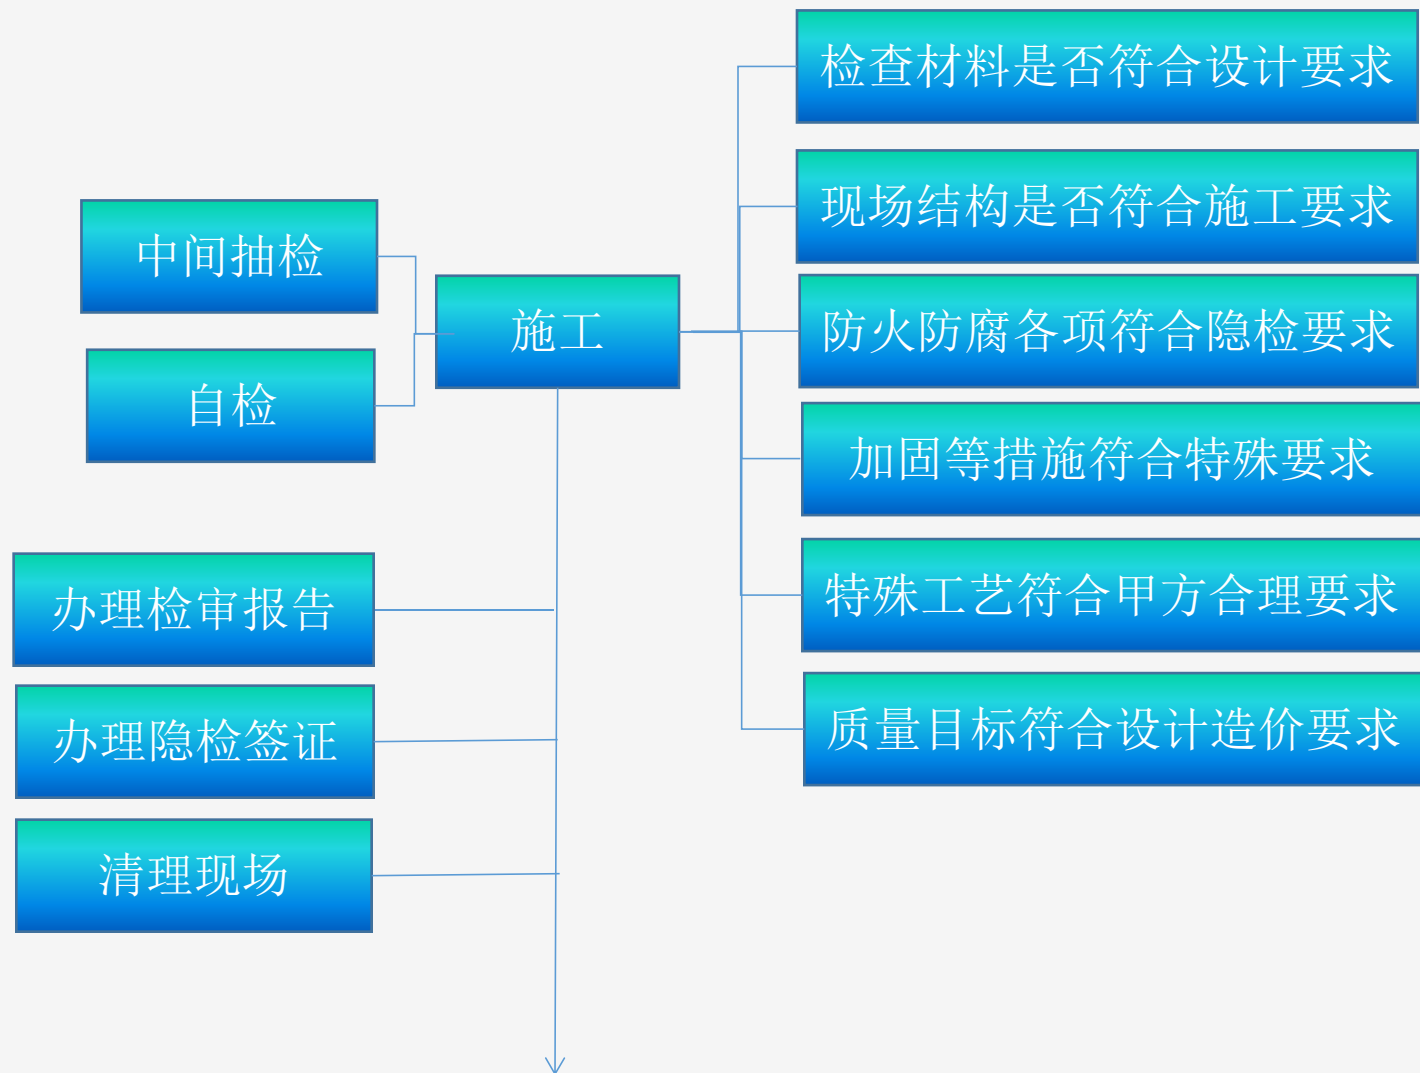 检查材料是否符合设计要求
现场结构是否符合施工要求
中间抽检
施工
防火防腐各项符合隐检要求
自检
加固等措施符合特殊要求
办理检审报告
特殊工艺符合甲方合理要求
办理隐检签证
质量目标符合设计造价要求
清理现场